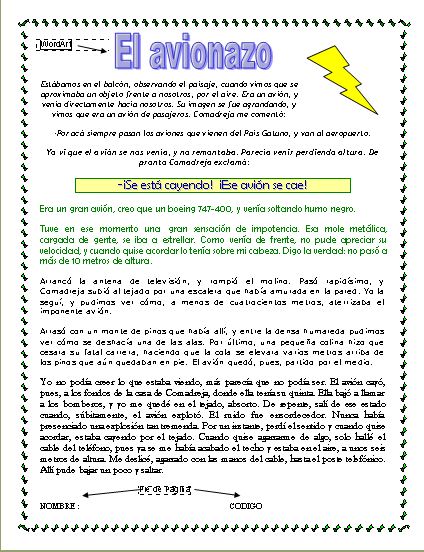 WordArt
El avionazo
Estábamos en el balcón, observando el paisaje, cuando vimos que se
aproximaba un objeto frente a nosotros, por el aire. Era un avión, y
venía directamente hacia nosotros. Su imagen se fue agrandando, y
vimos que era un avión de pasajeros. Comadreja me comentó:
-Por acá siempre pasan los aviones que vienen del País Gatuno, y van al aeropuerto.
Yo vi que el avión se nos venía, y no remontaba. Parecía venir perdiendo altura. De
pronto Comadreja exclamó:
-¡Se está cayendo! ¡Ese avión se cae!
Era un gran avión, creo que un boeing 747-400, y venía soltando humo negro.
Tuve en ese momento una gran sensación de impotencia. Esa mole metálica,
cargada de gente, se iba a estrellar. Como venía de frente, no pude apreciar su
velocidad, y cuando quise acordar lo tenía sobre mi cabeza. Digo la verdad: no pasó a
más de 10 metros de altura.
Arrancó la antena de televisión, y rompió el molino. Pasó rapidísimo, y
Comadreja subió al tejado por una escalera que había amurada en la pared. Yo la
seguí, y pudimos ver cómo, a menos de cuatrocientos metros, aterrizaba el
imponente avión.
Arrasó con un monte de pinos que había allí, y entre la densa humareda pudimos
ver cómo se deshacía una de las alas. Por último, una pequeña colina hizo que
cesara su fatal carrera, haciendo que la cola se elevara varios metros arriba de
los pinos que aún quedaban en pie. El avión quedó, pues, partido por el medio.
Yo no podía creer lo que estaba viendo, más parecía que no podía ser. El avión cayó,
pues, a los fondos de la casa de Comadreja, donde ella tenía su quinta. Ella bajó a llamar
a los bomberos, y yo me quedé en el tejado, absorto. De repente, salí de ese estado
cuando, súbitamente, el avión explotó. El ruido fue ensordecedor. Nunca había
presenciado una explosión tan tremenda. Por un instante, perdí el sentido y cuando quise
acordar, estaba cayendo por el tejado. Cuando quise agarrarme de algo, solo hallé el
cable del teléfono, pues ya se me había acabado el techo y estaba en el aire, a unos seis
metros de altura. Me deslicé, agarrado con las manos del cable, hasta el poste telefónico.
Allí pude bajar un poco y saltar.
Pie de Página
NOMBRE: CODIGO